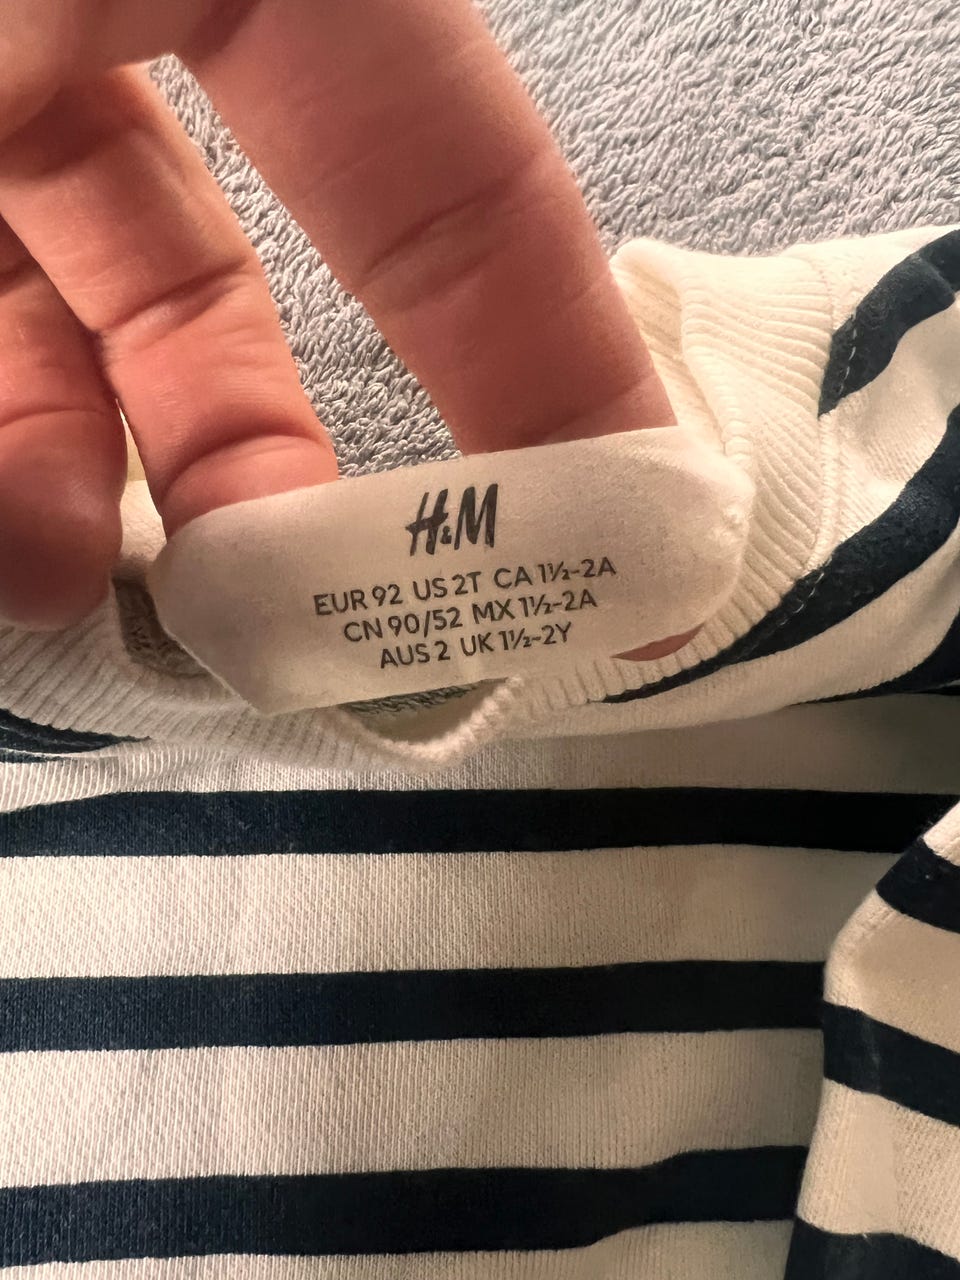 H&M
EUR 92 US 2T CA 1½-2A
CN 90/52 MX 1½-2A
AUS 2 UK 1½-2Y